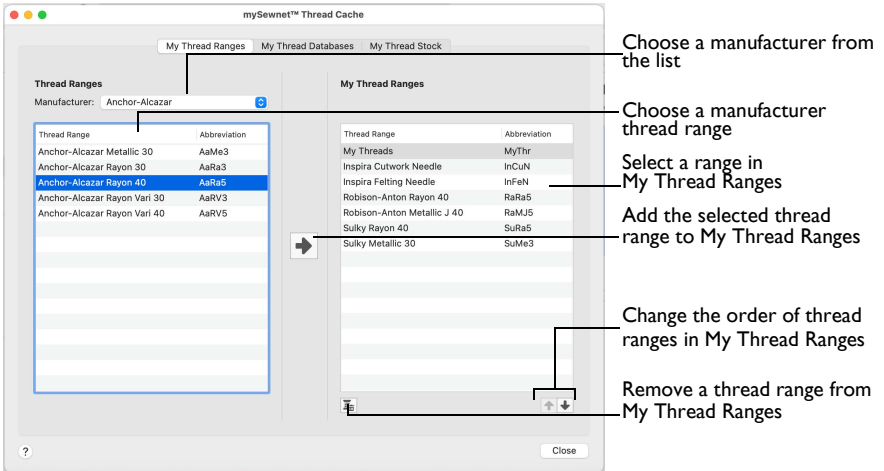 mySewnet™ Thread Cache
My Thread Ranges My Thread Databases My Thread Stock
Thread Ranges
Manufacturer: Anchor-Alcazar
Thread Range Abbreviation
Anchor-Alcazar Metallic 30 AaMe3
Anchor-Alcazar Rayon 30 AaRa3
Anchor-Alcazar Rayon 40 AaRa5
Anchor-Alcazar Rayon Vari 30 AaRV3
Anchor-Alcazar Rayon Vari 40 AaRV5
My Thread Ranges
Thread Range Abbreviation
My Threads MyThr
Inspira Cutwork Needle InCuN
Inspira Felting Needle InFeN
Robison-Anton Rayon 40 RaRa5
Robison-Anton Metallic J 40 RaMJ5
Sulky Rayon 40 SuRa5
Sulky Metallic 30 SuMe3
? Close
Choose a manufacturer from
the list
Choose a manufacturer
thread range
Select a range in
My Thread Ranges
Add the selected thread
range to My Thread Ranges
Change the order of thread
ranges in My Thread Ranges
Remove a thread range from
My Thread Ranges